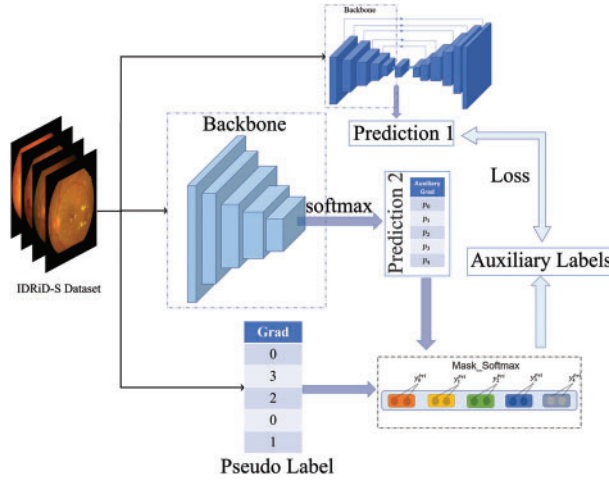 Backbone
Prediction 1
Backbone
softmax
Prediction 2
Auxiliary
Grad
P₀
P₁
P₂
P₃
P₄
Loss
Auxiliary Labels
IDRiD-S Dataset
Grad
0
3
2
0
1
Pseudo Label
Mask_Softmax